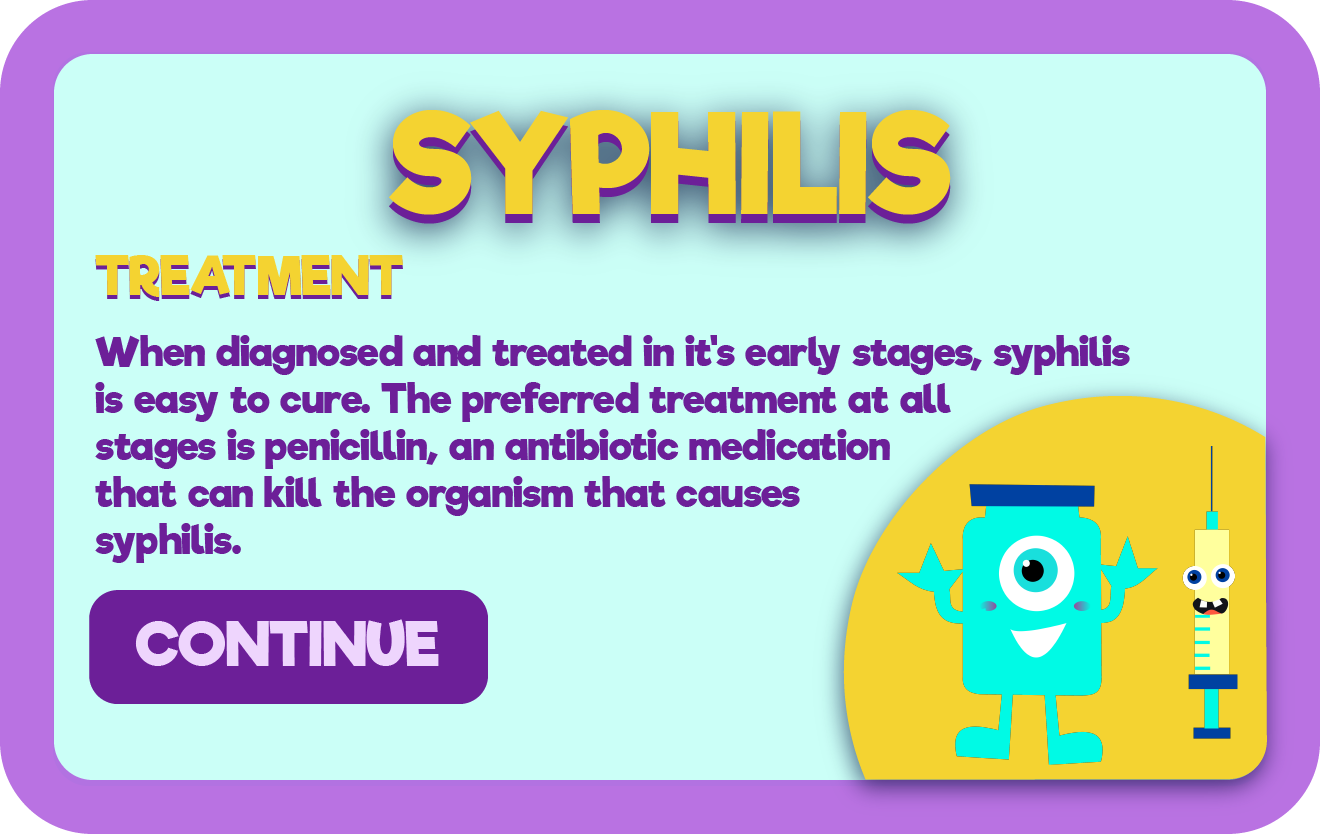 SYPHILIS
TREATMENT
When diagnosed and treated in it's early stages, syphilis
is easy to cure. The preferred treatment at all
stages is penicillin, an antibiotic medication
that can kill the organism that causes
syphilis.
CONTINUE